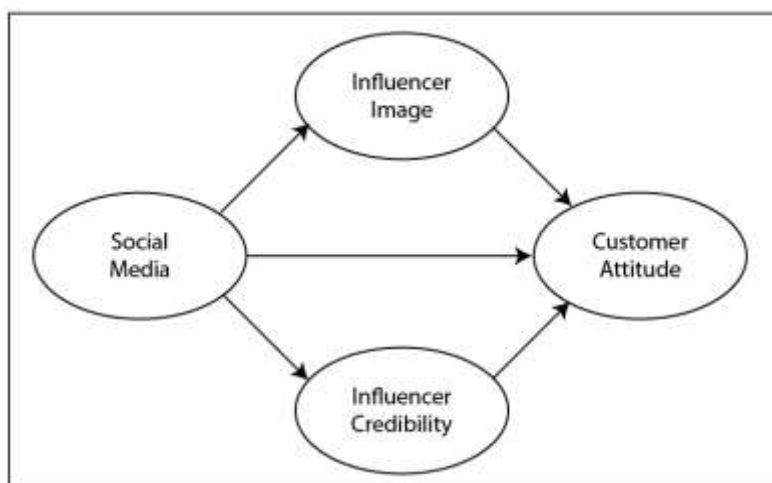 Influencer
Image
Social
Media
Customer
Attitude
Influencer
Credibility